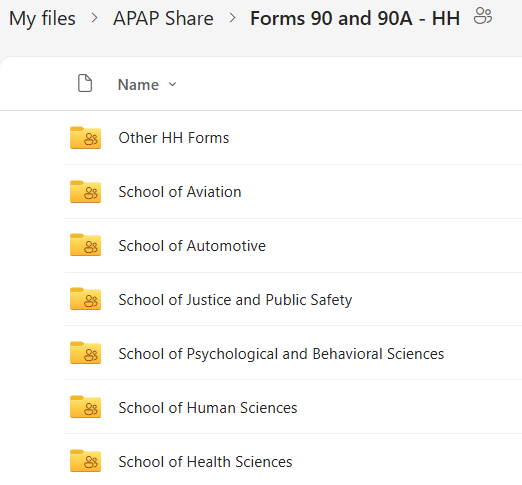 My files > APAP Share > Forms 90 and 90A - HH
Name
Other HH Forms
School of Aviation
School of Automotive
School of Justice and Public Safety
School of Psychological and Behavioral Sciences
School of Human Sciences
School of Health Sciences